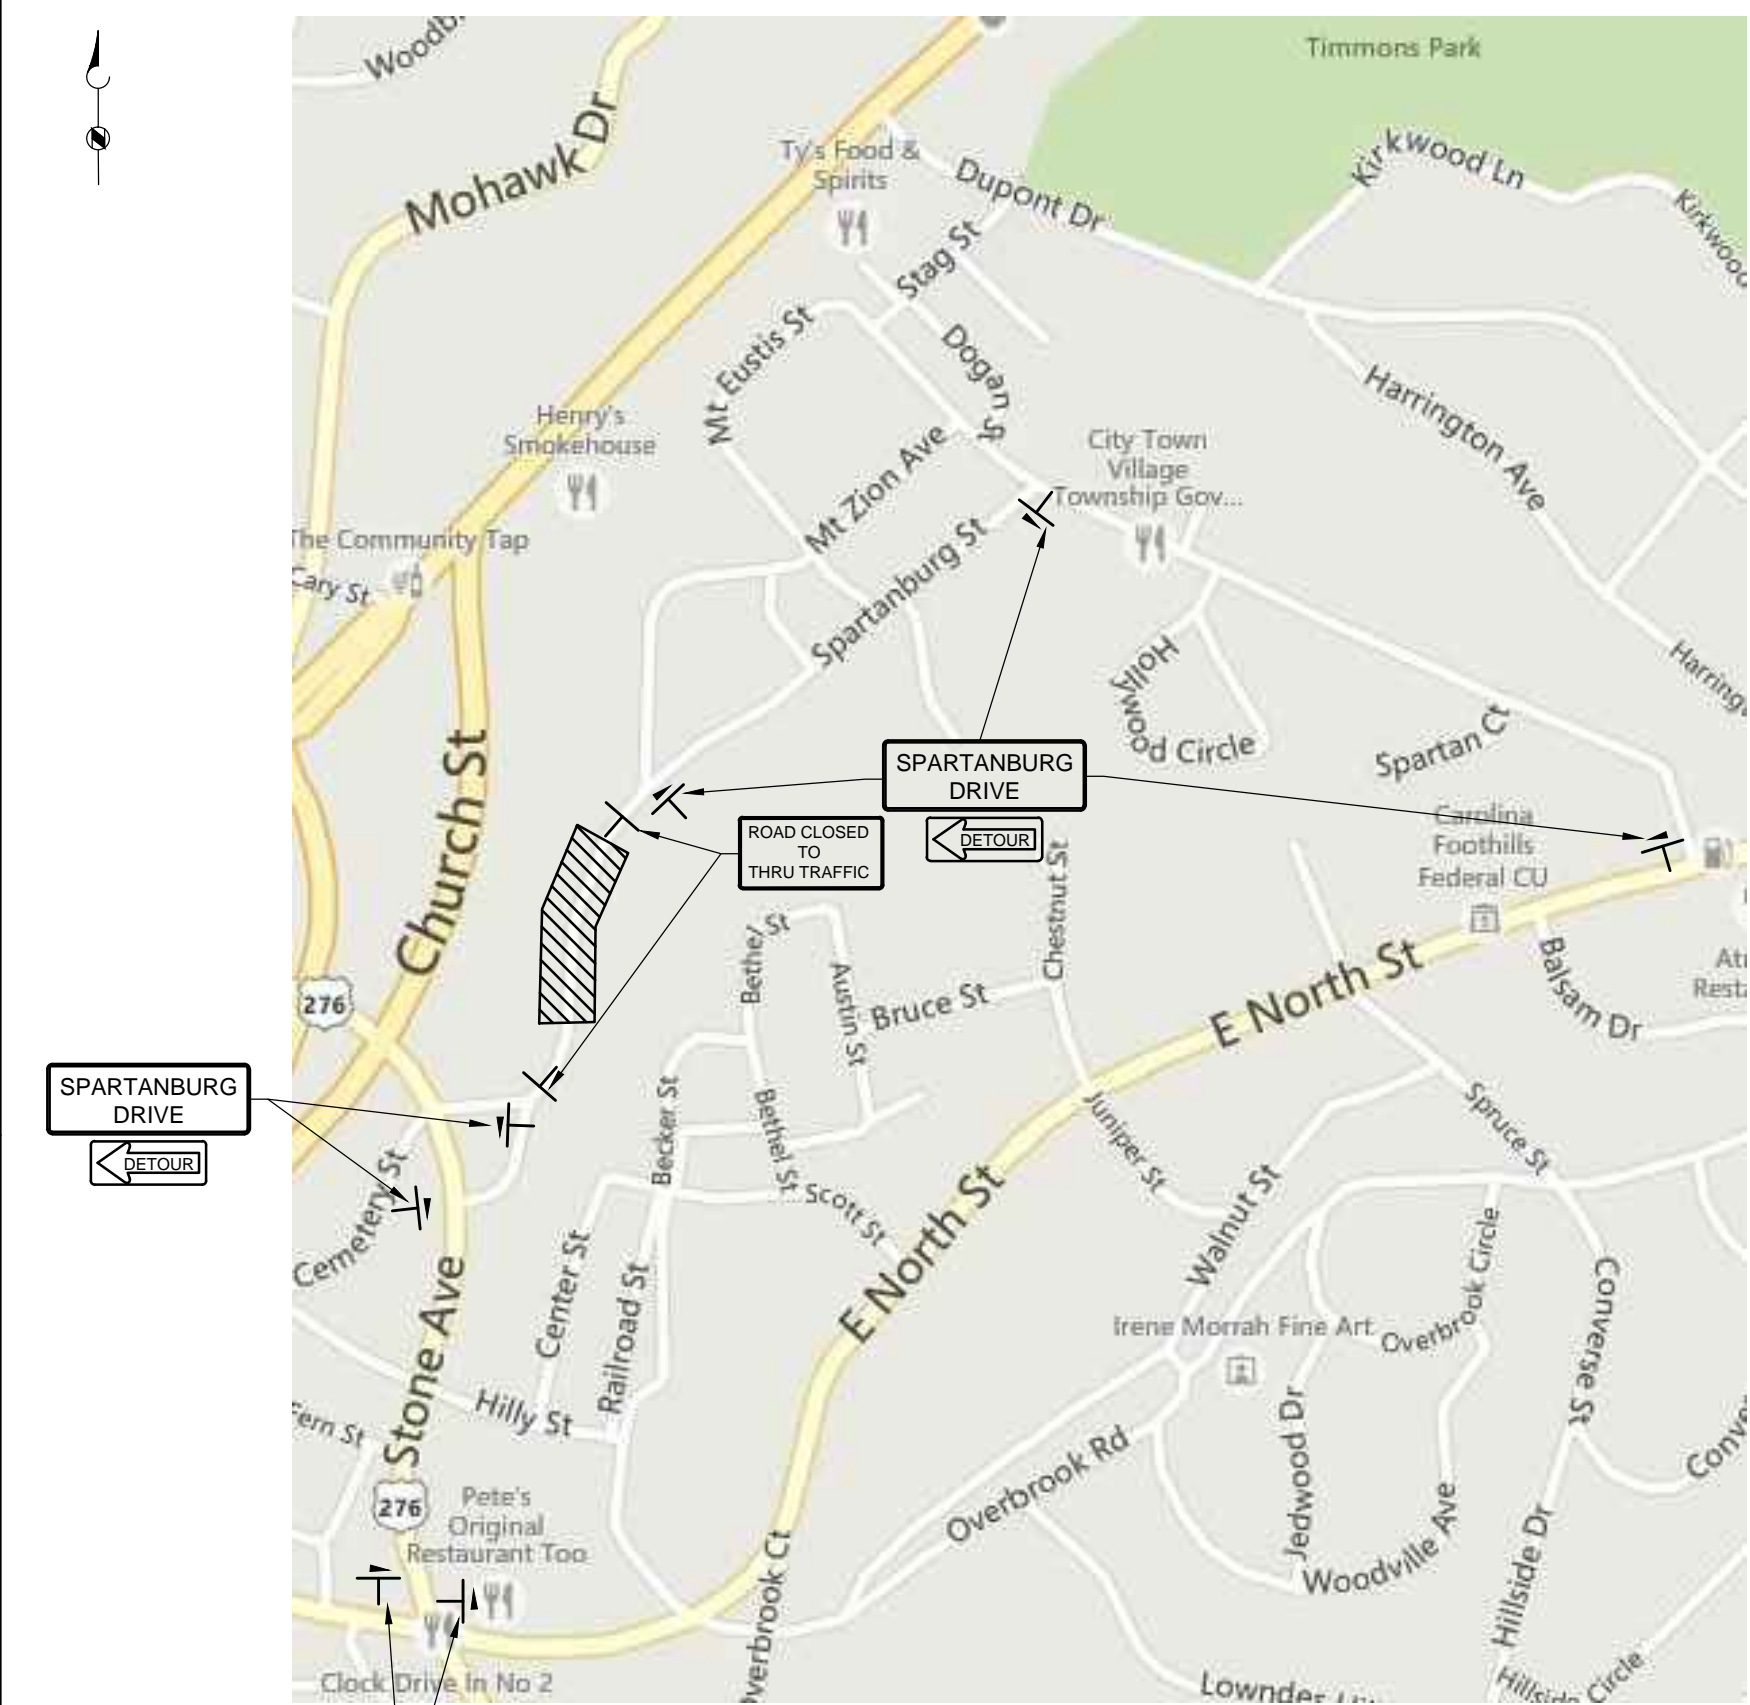 Timmons Park
Mohawk Dr
Ty's Food &
Spirits
Dupont Dr
Kirkwood Ln
Kirkwood
Stag St
Mt Eustis St
Dogan St
Harrington Ave
Henry's
Smokehouse
City Town
Village
Township Gov...
Mt Zion Ave
The Community Tap
Cary St
Spartanburg St
Hollywood Circle
Spartan Ct
Church St
SPARTANBURG
DRIVE
DETOUR
ROAD CLOSED
TO
THRU TRAFFIC
Carolina
Foothills
Federal CU
Chestnut St
Bethel St
Austin St
Bruce St
E North St
Balsam Dr
276
SPARTANBURG
DRIVE
DETOUR
Becker St
Bethel St
Juniper St
Spruce St
Cemetery St
Scott St
E North St
Walnut St
Center St
Railroad St
Stone Ave
Irene Morrah Fine Art
Overbrook Circle
Converse St
Hilly St
Fern St
Jedwood Dr
Overbrook Rd
276
Pete's
Original
Restaurant Too
Woodville Ave
Hillside Dr
Overbrook Ct
Clock Drive In No 2
Hillside Circle